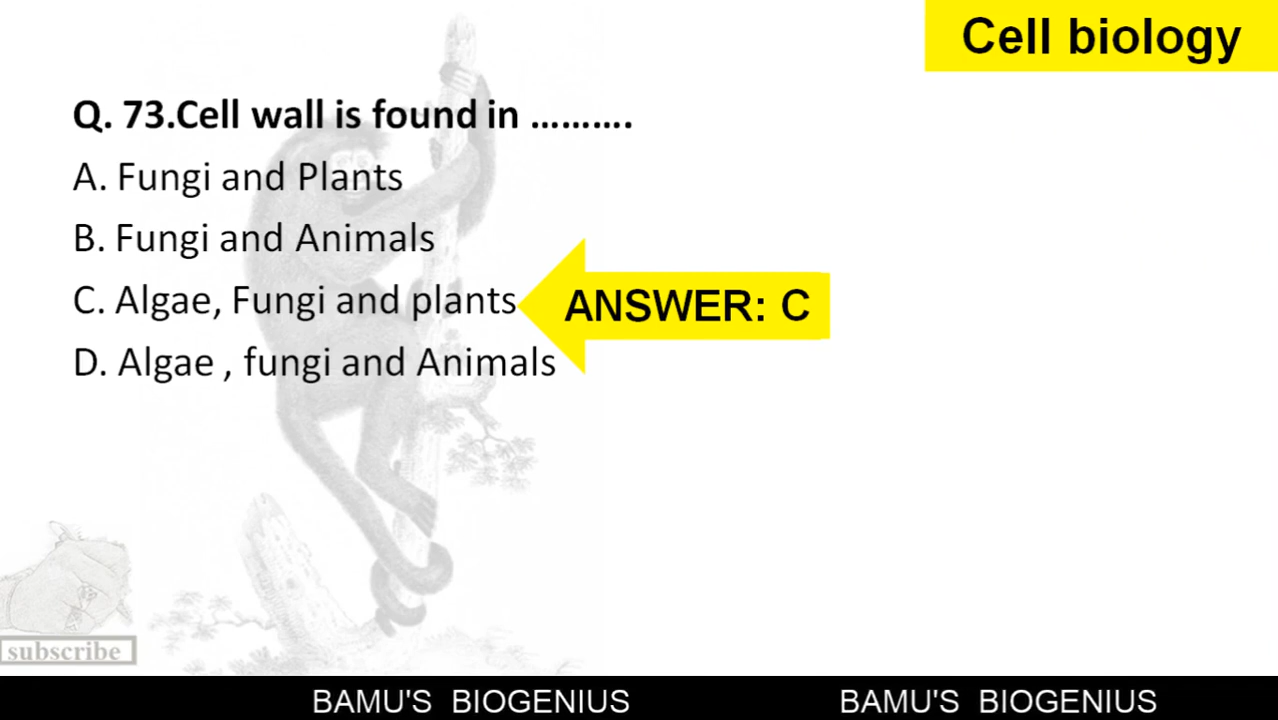 Cell biology
Q. 73.Cell wall is found in ……….
A. Fungi and Plants
B. Fungi and Animals
C. Algae, Fungi and plants
ANSWER: C
D. Algae , fungi and Animals
subscribe
BAMU'S BIOGENIUS BAMU'S BIOGENIUS